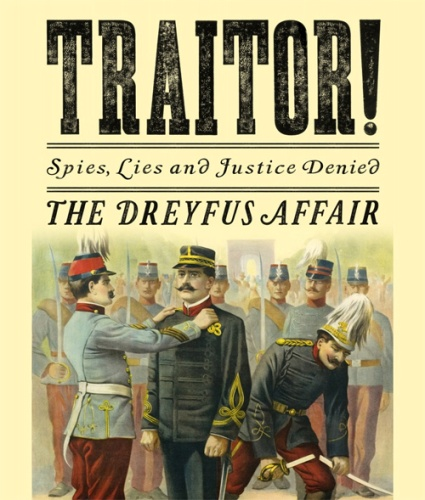 TRAITOR!
Spies, Lies and Justice Denied
THE DREYFUS AFFAIR